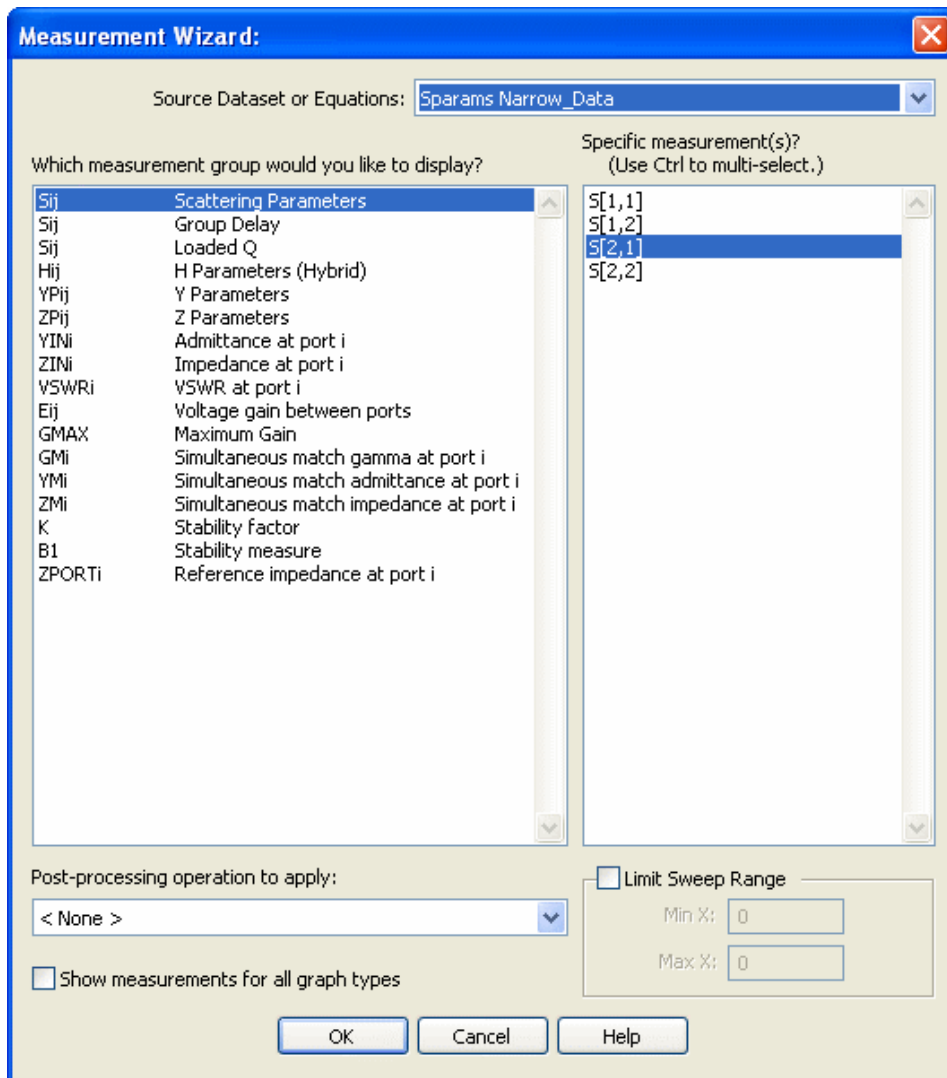 Measurement Wizard:
Source Dataset or Equations: Sparams Narrow_Data
Which measurement group would you like to display?
Specific measurement(s)?
(Use Ctrl to multi-select.)
Sij Scattering Parameters
Sij Group Delay
Sij Loaded Q
Hij H Parameters (Hybrid)
YPij Y Parameters
ZPij Z Parameters
YINi Admittance at port i
ZINi Impedance at port i
VSWRi VSWR at port i
Eij Voltage gain between ports
GMAX Maximum Gain
GMi Simultaneous match gamma at port i
YMi Simultaneous match admittance at port i
ZMi Simultaneous match impedance at port i
K Stability factor
B1 Stability measure
ZPORTi Reference impedance at port i
S[1,1]
S[1,2]
S[2,1]
S[2,2]
Post-processing operation to apply:
< None >
Show measurements for all graph types
Limit Sweep Range
Min X: 0
Max X: 0
OK Cancel Help